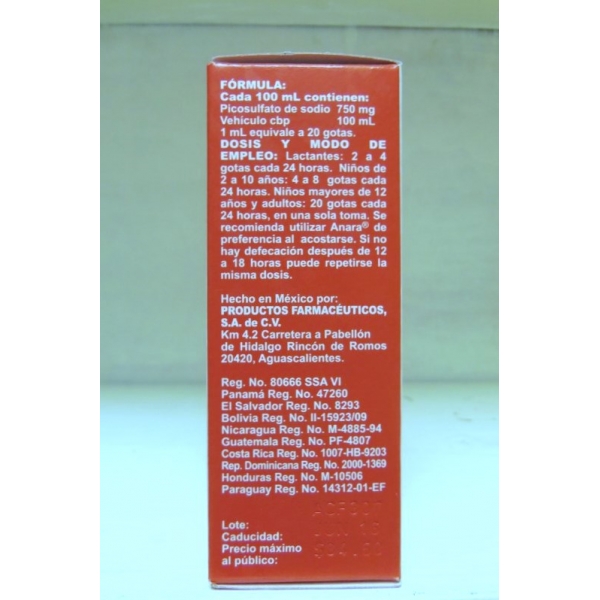 FÓRMULA:
Cada 100 mL contienen:
Picosulfato de sodio 750 mg
Vehículo cbp 100 mL
1 mL equivale a 20 gotas.
DOSIS Y MODO DE
EMPLEO: Lactantes: 2 a 4
gotas cada 24 horas. Niños de
2 a 10 años: 4 a 8 gotas cada
24 horas. Niños mayores de 12
años y adultos: 20 gotas cada
24 horas, en una sola toma. Se
recomienda utilizar Anara® de
preferencia al acostarse. Si no
hay defecación después de 12
a 18 horas puede repetirse la
misma dosis.
Hecho en México por:
PRODUCTOS FARMACÉUTICOS,
S.A. de C.V.
Km 4.2 Carretera a Pabellón
de Hidalgo Rincón de Romos
20420, Aguascalientes.
Reg. No. 80666 SSA VI
Panamá Reg. No. 47260
El Salvador Reg. No. 8293
Bolivia Reg. No. II-15923/09
Nicaragua Reg. No. M-4885-94
Guatemala Reg. No. PF-4807
Costa Rica Reg. No. 1007-HB-9203
Rep. Dominicana Reg. No. 2000-1369
Honduras Reg. No. M-10506
Paraguay Reg. No. 14312-01-EF
Lote:
Caducidad:
Precio máximo
al público: